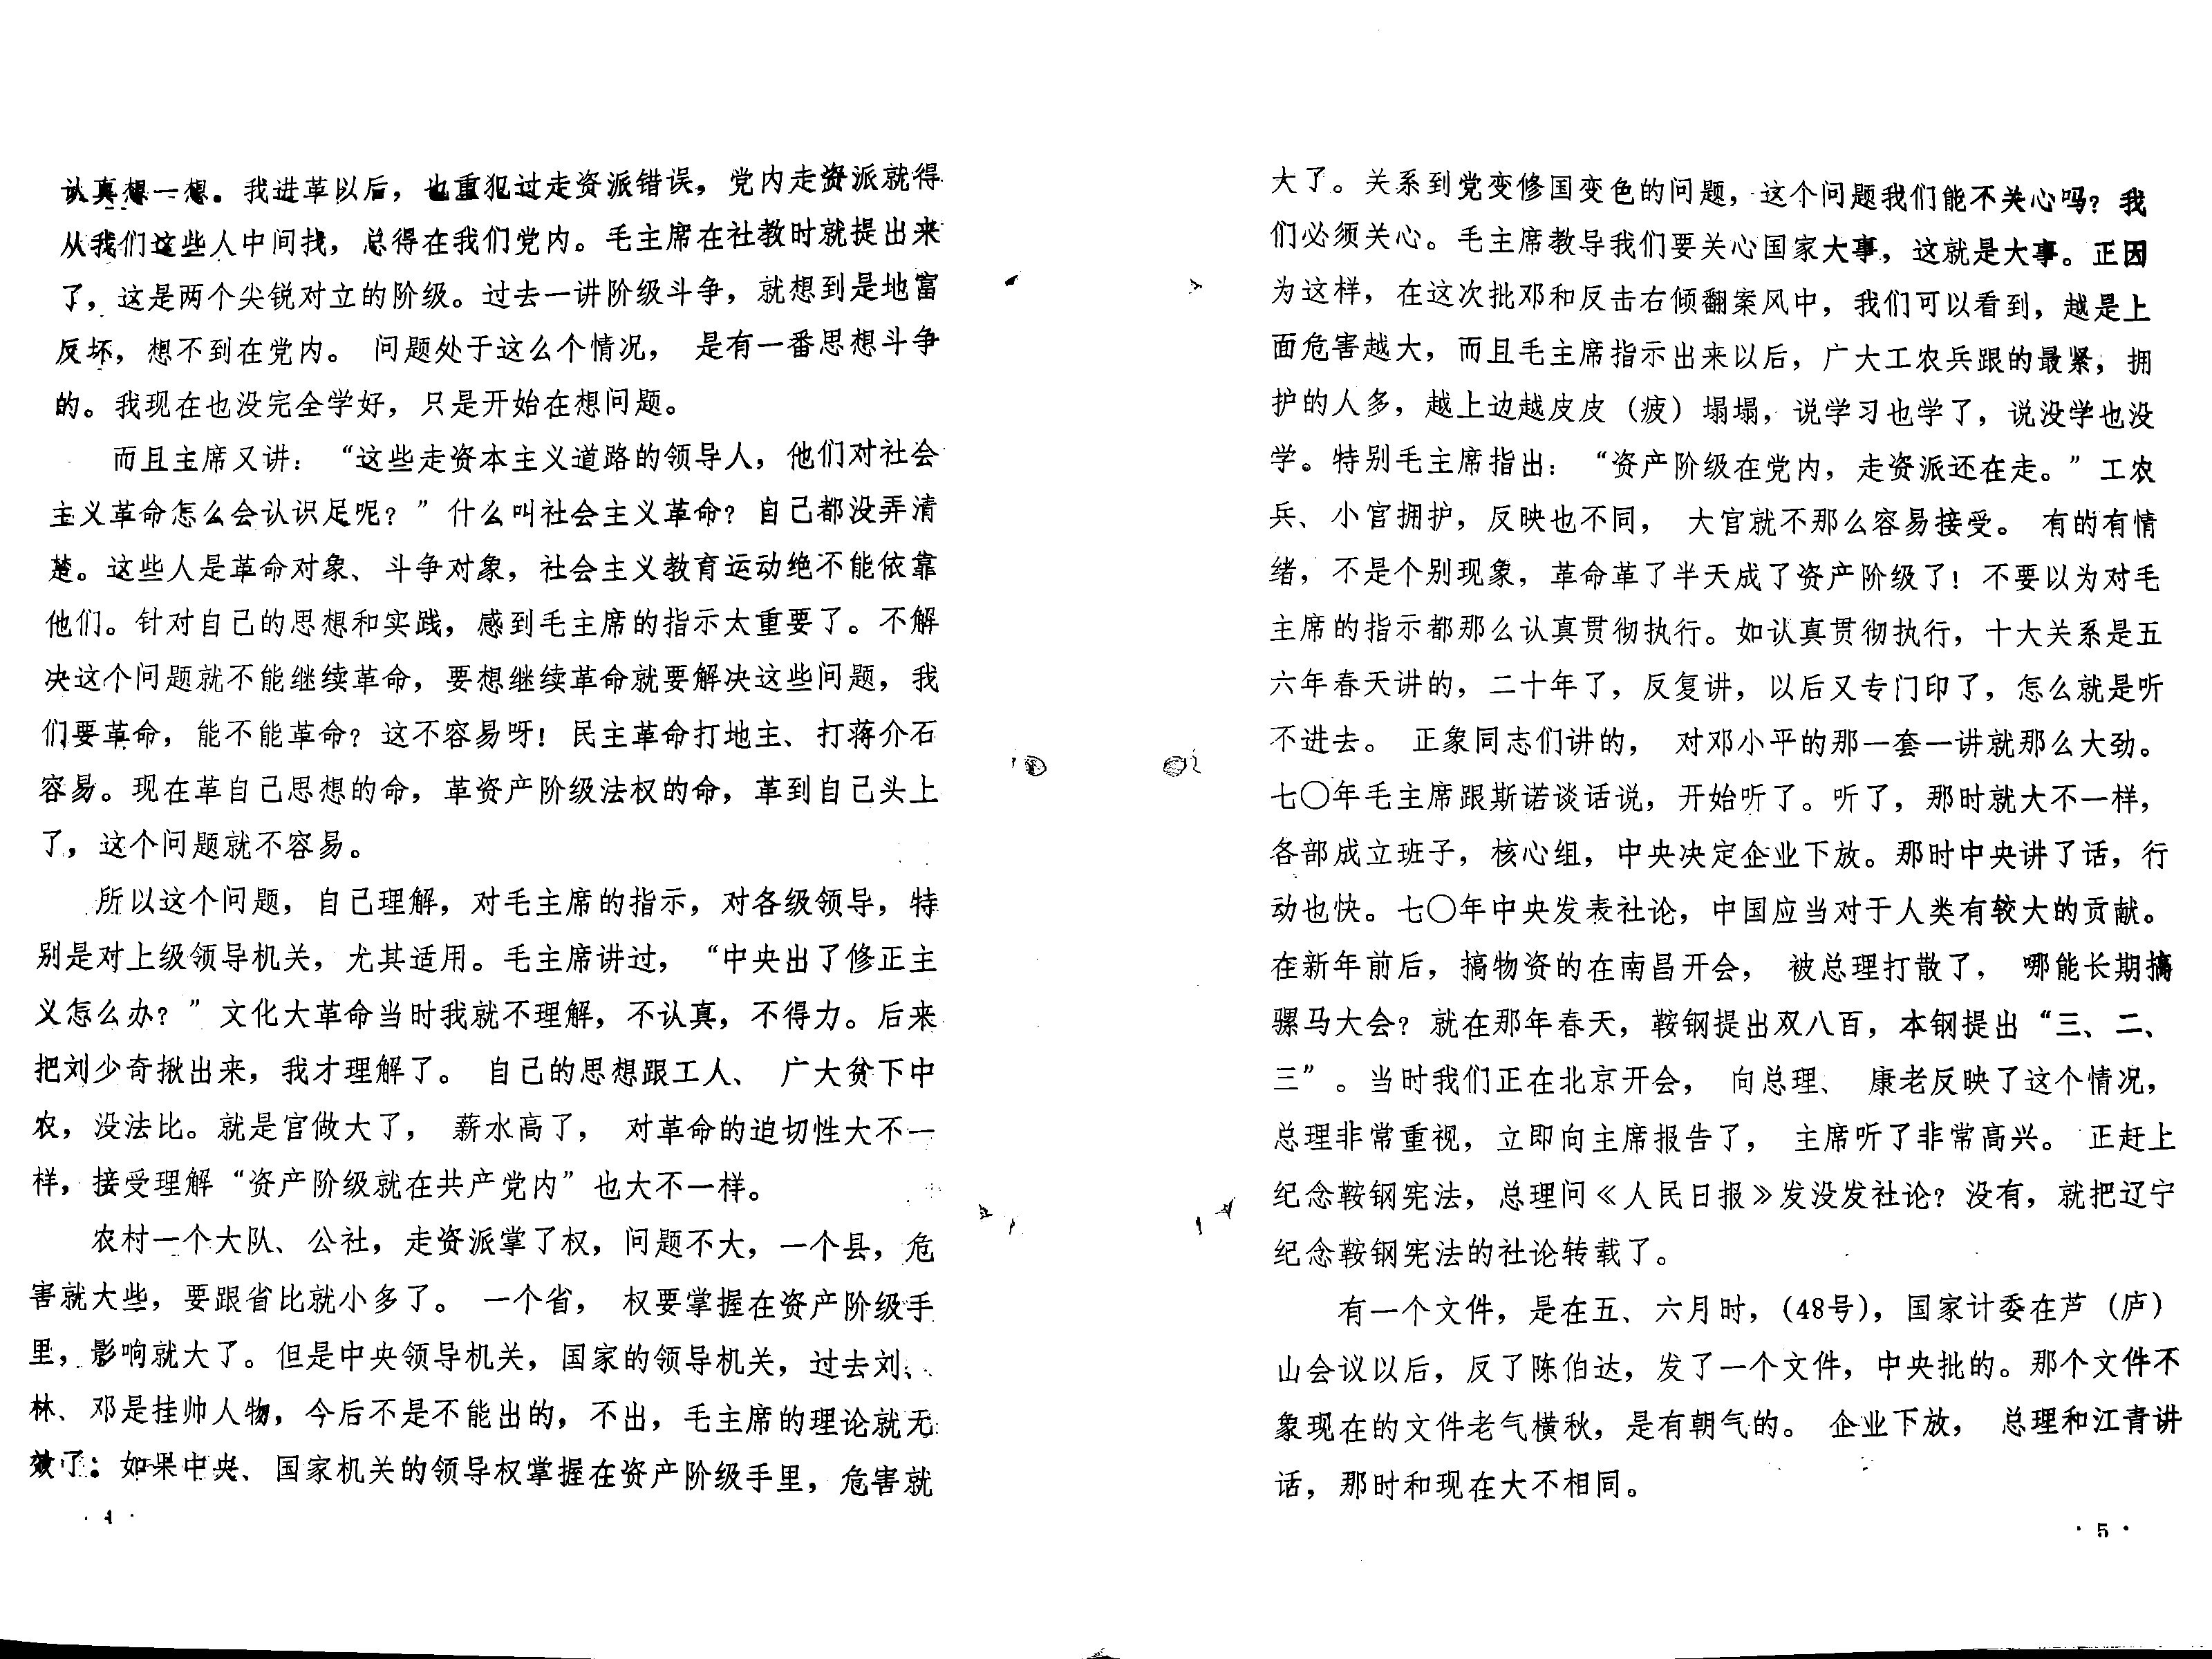 认真想一想。我进革以后，也重犯过走资派错误，党内走资派就得
从我们这些人中间找，总得在我们党内。毛主席在社教时就提出来
了，这是两个尖锐对立的阶级。过去一讲阶级斗争，就想到是地富
反坏，想不到在党内。 问题处于这么个情况， 是有一番思想斗争
的。我现在也没完全学好，只是开始在想问题。
而且主席又讲：“这些走资本主义道路的领导人，他们对社会
主义革命怎么会认识足呢？”什么叫社会主义革命？自己都没弄清
楚。这些人是革命对象、斗争对象，社会主义教育运动绝不能依靠
他们。针对自己的思想和实践，感到毛主席的指示太重要了。不解
决这个问题就不能继续革命，要想继续革命就要解决这些问题，我
们要革命，能不能革命？这不容易呀！民主革命打地主、打蒋介石
容易。现在革自己思想的命，革资产阶级法权的命，革到自己头上
了，这个问题就不容易。
所以这个问题，自己理解，对毛主席的指示，对各级领导，特
别是对上级领导机关，尤其适用。毛主席讲过，“中央出了修正主
义怎么办？”文化大革命当时我就不理解，不认真，不得力。后来
把刘少奇揪出来，我才理解了。 自己的思想跟工人、 广大贫下中
农，没法比。就是官做大了， 薪水高了， 对革命的迫切性大不一
样，接受理解“资产阶级就在共产党内”也大不一样。
农村一个大队、公社，走资派掌了权，问题不大，一个县，危
害就大些，要跟省比就小多了。 一个省， 权要掌握在资产阶级手
里，影响就大了。但是中央领导机关，国家的领导机关，过去刘、
林、邓是挂帅人物，今后不是不能出的，不出，毛主席的理论就无
效了：如果中央、国家机关的领导权掌握在资产阶级手里，危害就
· 4 ·
大了。关系到党变修国变色的问题，这个问题我们能不关心吗？我
们必须关心。毛主席教导我们要关心国家大事，这就是大事。正因
为这样，在这次批邓和反击右倾翻案风中，我们可以看到，越是上
面危害越大，而且毛主席指示出来以后，广大工农兵跟的最紧，拥
护的人多，越上边越皮皮（疲）塌塌，说学习也学了，说没学也没
学。特别毛主席指出：“资产阶级在党内，走资派还在走。”工农
兵、小官拥护，反映也不同， 大官就不那么容易接受。 有的有情
绪，不是个别现象，革命革了半天成了资产阶级了！不要以为对毛
主席的指示都那么认真贯彻执行。如认真贯彻执行，十大关系是五
六年春天讲的，二十年了，反复讲，以后又专门印了，怎么就是听
不进去。 正象同志们讲的， 对邓小平的那一套一讲就那么大劲。
七〇年毛主席跟斯诺谈话说，开始听了。听了，那时就大不一样，
各部成立班子，核心组，中央决定企业下放。那时中央讲了话，行
动也快。七〇年中央发表社论，中国应当对于人类有较大的贡献。
在新年前后，搞物资的在南昌开会， 被总理打散了， 哪能长期搞
骡马大会？就在那年春天，鞍钢提出双八百，本钢提出“三、二、
三”。当时我们正在北京开会， 向总理、 康老反映了这个情况，
总理非常重视，立即向主席报告了， 主席听了非常高兴。 正赶上
纪念鞍钢宪法，总理问《人民日报》发没发社论？没有，就把辽宁
纪念鞍钢宪法的社论转载了。
有一个文件，是在五、六月时，(48号)，国家计委在芦（庐）
山会议以后，反了陈伯达，发了一个文件，中央批的。那个文件不
象现在的文件老气横秋，是有朝气的。 企业下放， 总理和江青讲
话，那时和现在大不相同。
· 5 ·